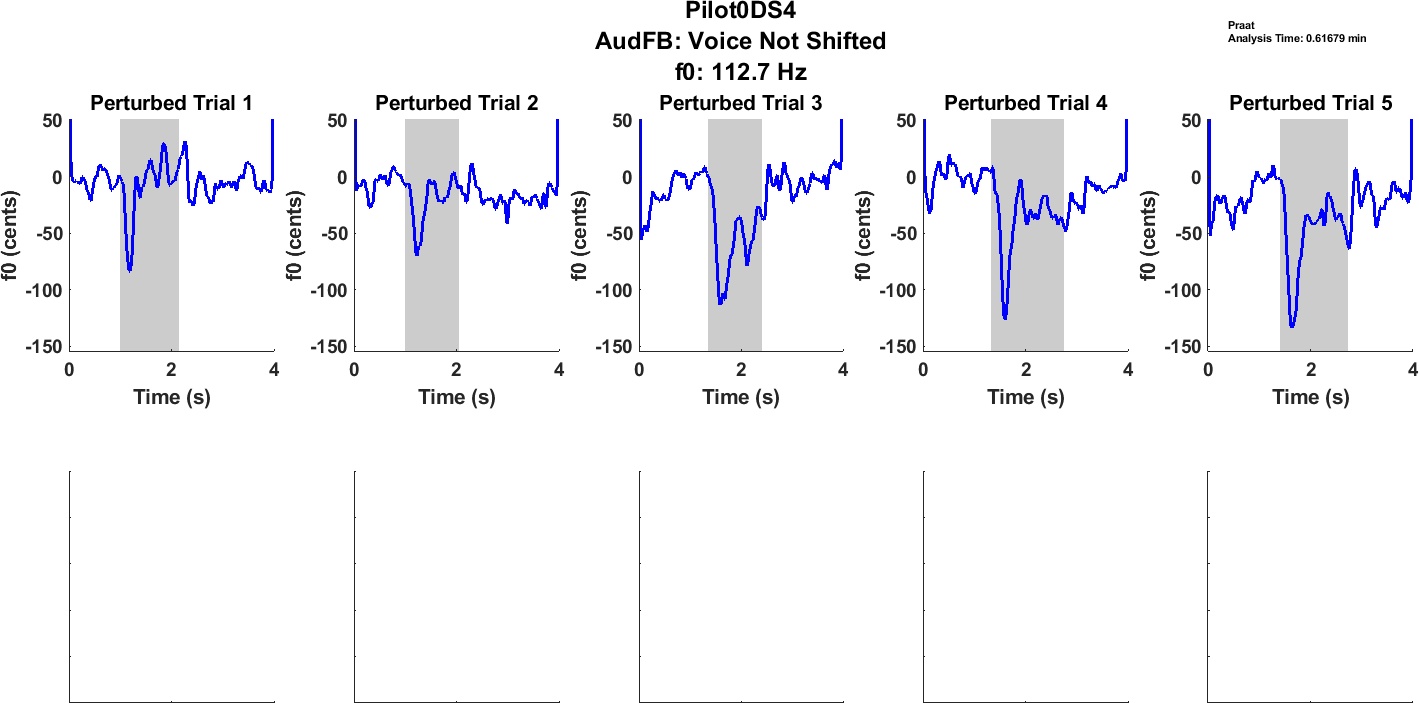 Pilot0DS4
AudFB: Voice Not Shifted
f0: 112.7 Hz
Praat
Analysis Time: 0.61679 min
Perturbed Trial 1
50
0
-50
-100
-150
f0 (cents)
0 2 4
Time (s)
Perturbed Trial 2
50
0
-50
-100
-150
f0 (cents)
0 2 4
Time (s)
Perturbed Trial 3
50
0
-50
-100
-150
f0 (cents)
0 2 4
Time (s)
Perturbed Trial 4
50
0
-50
-100
-150
f0 (cents)
0 2 4
Time (s)
Perturbed Trial 5
50
0
-50
-100
-150
f0 (cents)
0 2 4
Time (s)